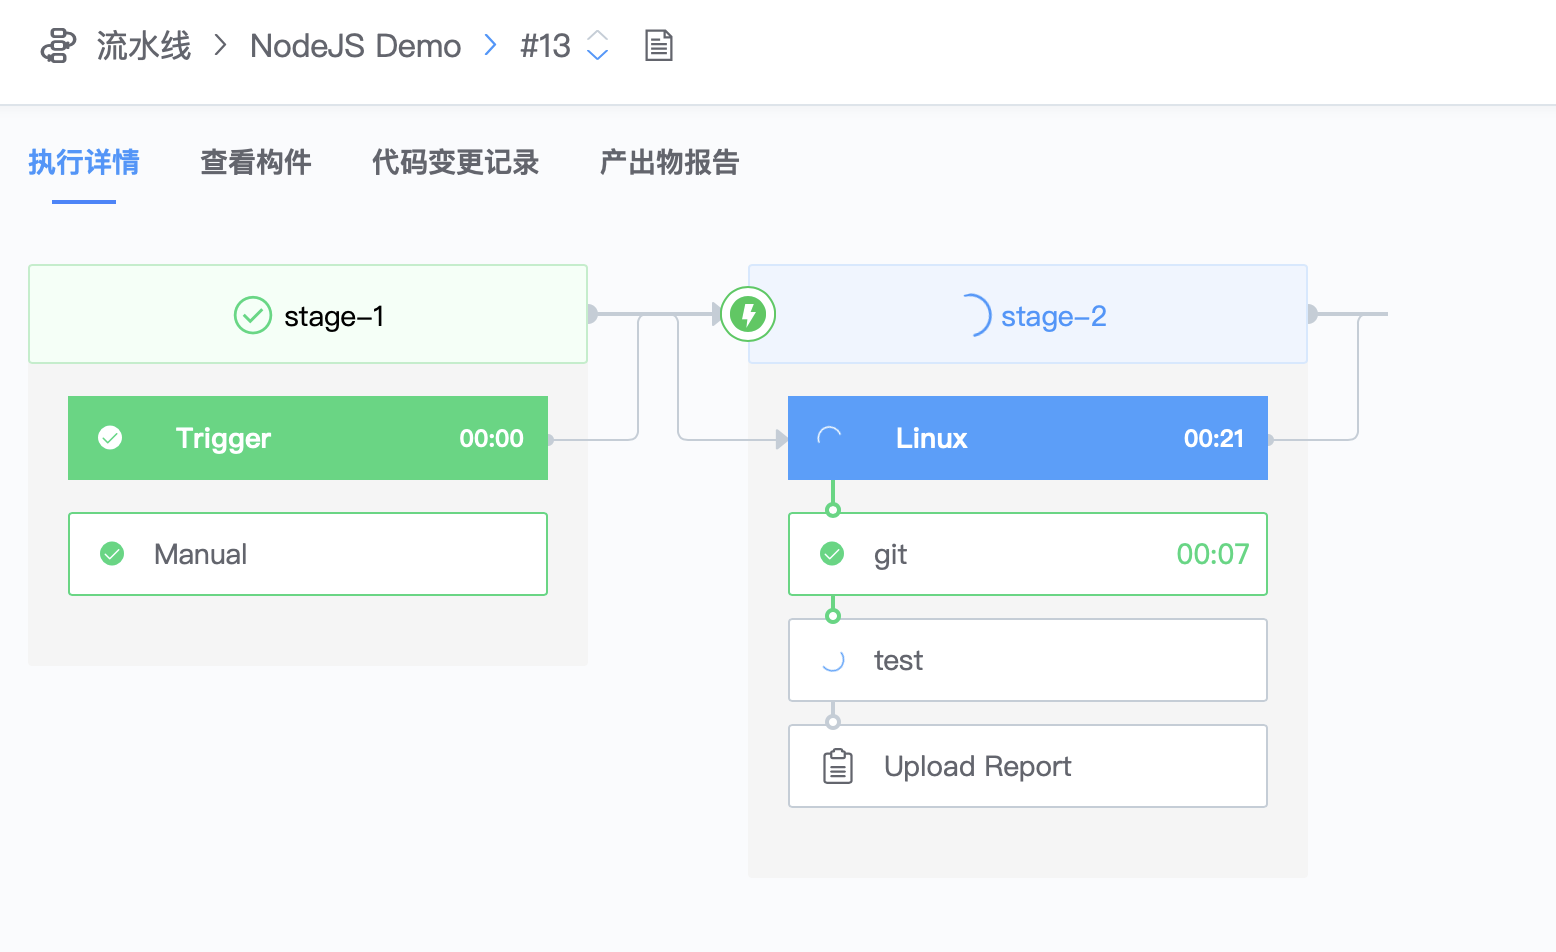 流水线 > NodeJS Demo > #13
执行详情 查看构件 代码变更记录 产出物报告
stage-1
Trigger 00:00
Manual
stage-2
Linux 00:21
git 00:07
test
Upload Report